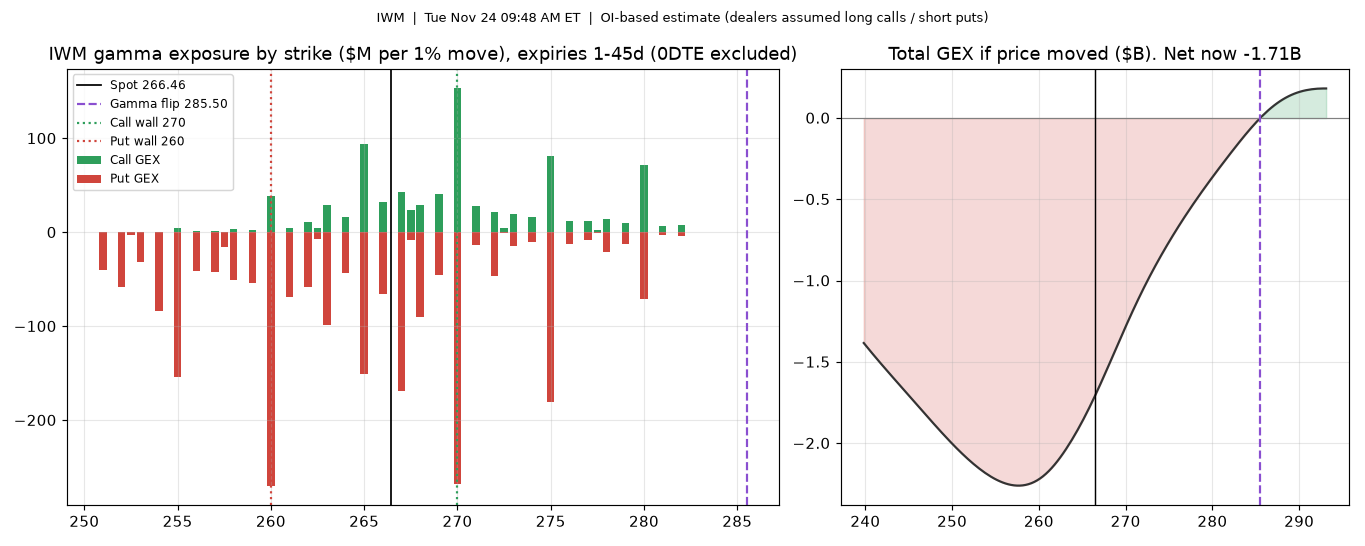 IWM | Tue Nov 24 09:48 AM ET | OI-based estimate (dealers assumed long calls / short puts)
IWM gamma exposure by strike ($M per 1% move), expiries 1-45d (0DTE excluded)
Spot 266.46
Gamma flip 285.50
Call wall 270
Put wall 260
Call GEX
Put GEX
100
0
−100
−200
250 255 260 265 270 275 280 285
Total GEX if price moved ($B). Net now -1.71B
0.0
−0.5
−1.0
−1.5
−2.0
240 250 260 270 280 290